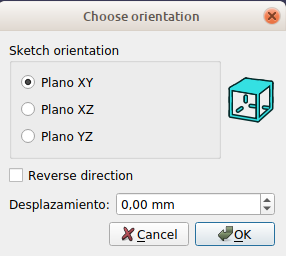 Choose orientation
Sketch orientation
Plano XY
Plano XZ
Plano YZ
Reverse direction
Desplazamiento: 0,00 mm
Cancel OK